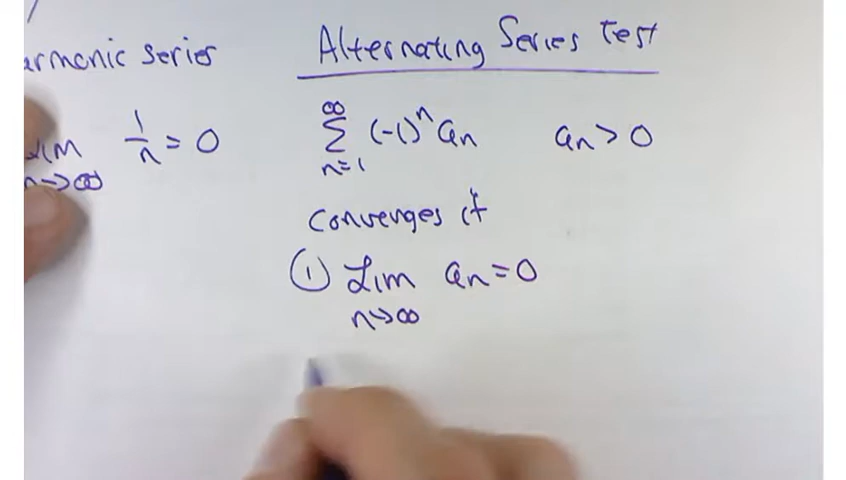 armonic series
Lim 1/n = 0
n→∞
Alternating Series Test
∞
Σ (-1)^n an    an > 0
n=1
Converges if
① Lim an = 0
n→∞